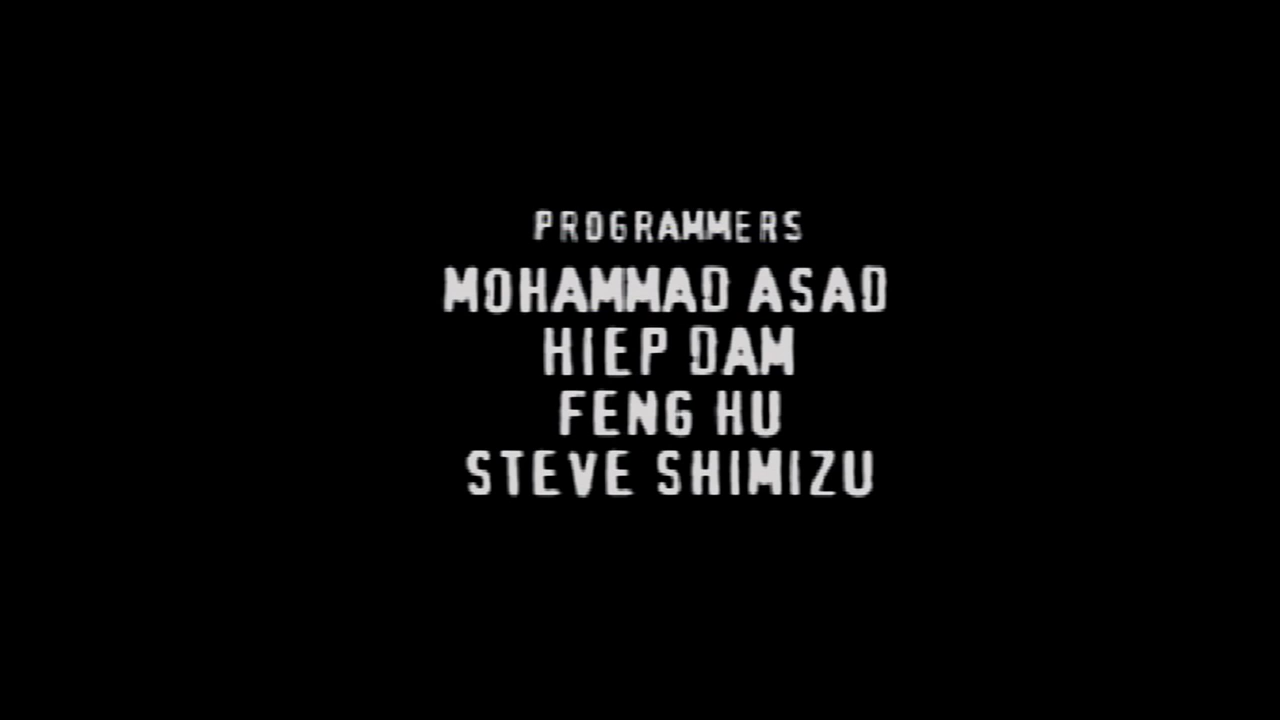 PROGRAMMERS
MOHAMMAD ASAD
HIEP DAM
FENG HU
STEVE SHIMIZU